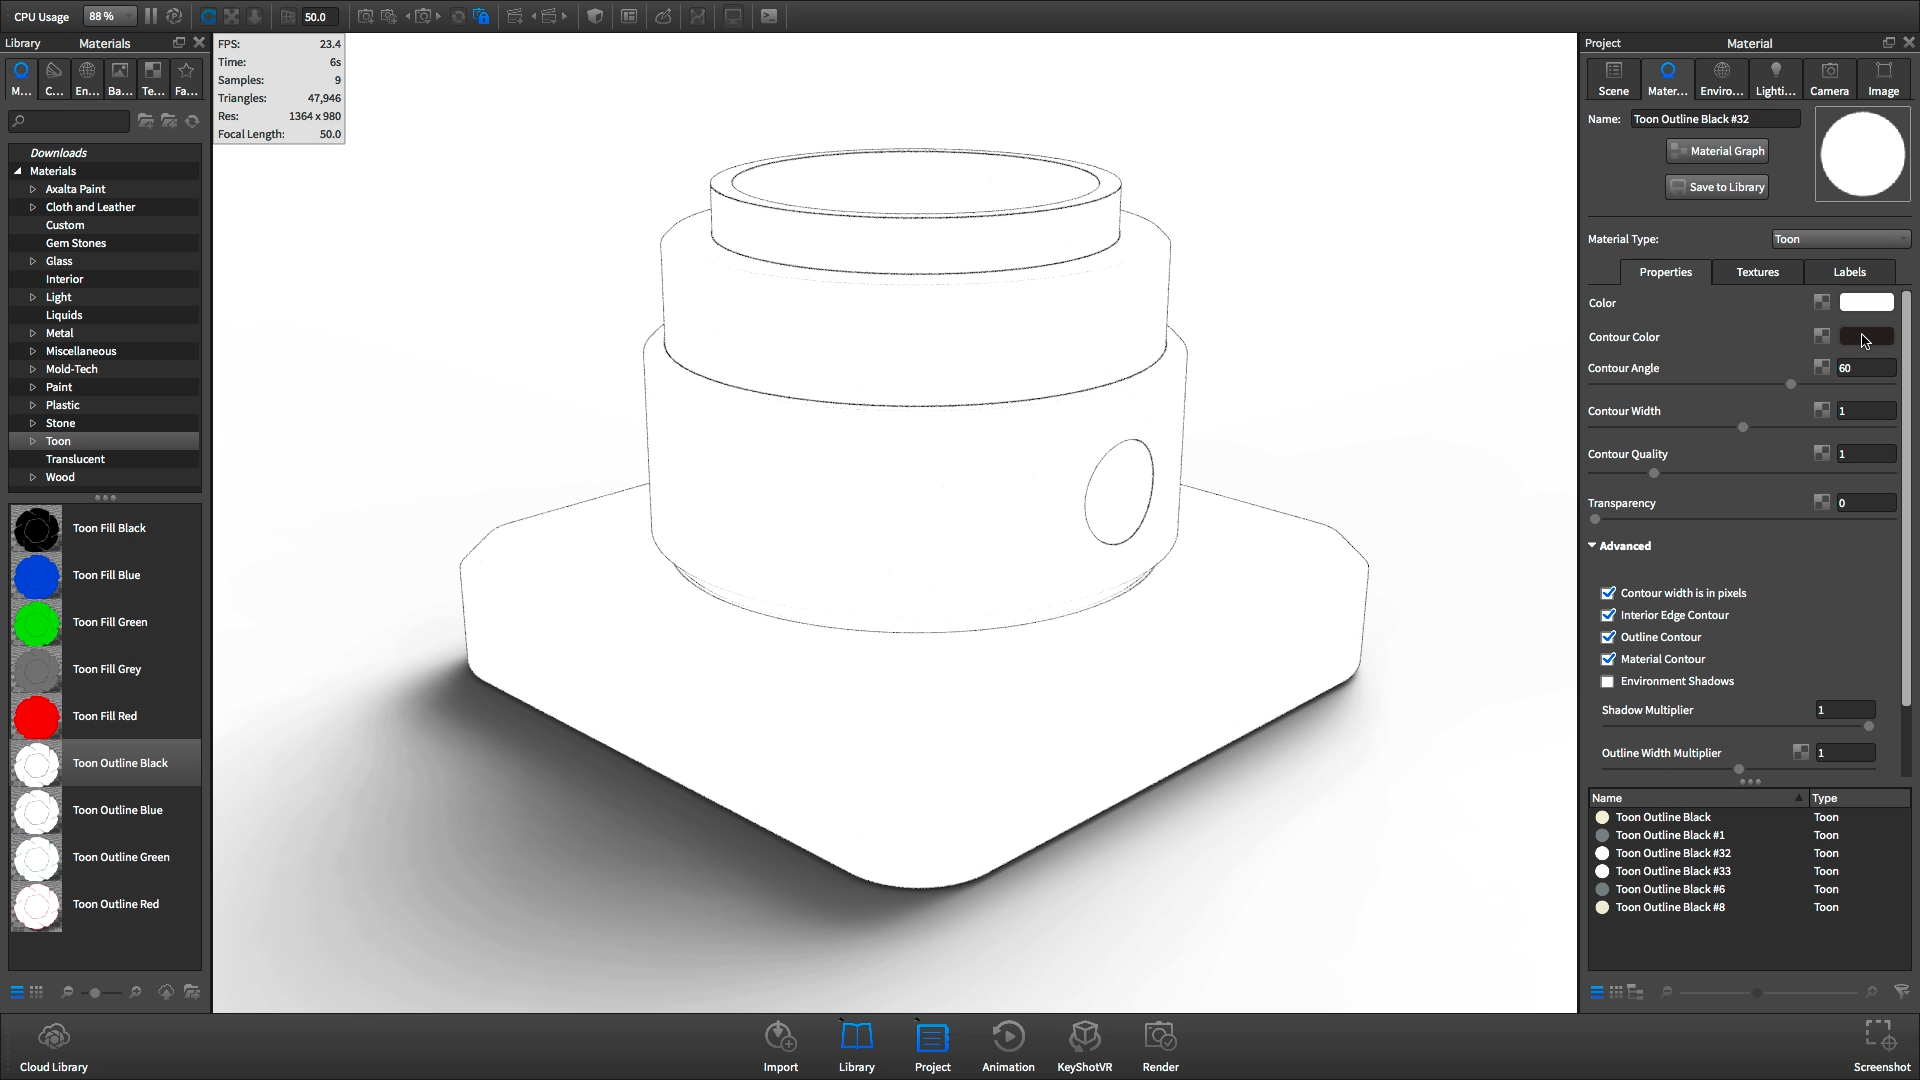 CPU Usage 88 % 50.0
Library Materials
M... C... En... Ba... Te... Fa...
Downloads
Materials
Axalta Paint
Cloth and Leather
Custom
Gem Stones
Glass
Interior
Light
Liquids
Metal
Miscellaneous
Mold-Tech
Paint
Plastic
Stone
Toon
Translucent
Wood
Toon Fill Black
Toon Fill Blue
Toon Fill Green
Toon Fill Grey
Toon Fill Red
Toon Outline Black
Toon Outline Blue
Toon Outline Green
Toon Outline Red
FPS: 23.4
Time: 6s
Samples: 9
Triangles: 47,946
Res: 1364 x 980
Focal Length: 50.0
Project Material
Scene Mater... Enviro... Lighti... Camera Image
Name: Toon Outline Black #32
Material Graph
Save to Library
Material Type: Toon
Properties Textures Labels
Color
Contour Color
Contour Angle 60
Contour Width 1
Contour Quality 1
Transparency 0
Advanced
Contour width is in pixels
Interior Edge Contour
Outline Contour
Material Contour
Environment Shadows
Shadow Multiplier 1
Outline Width Multiplier 1
Name Type
Toon Outline Black Toon
Toon Outline Black #1 Toon
Toon Outline Black #32 Toon
Toon Outline Black #33 Toon
Toon Outline Black #6 Toon
Toon Outline Black #8 Toon
Cloud Library Import Library Project Animation KeyShotVR Render Screenshot